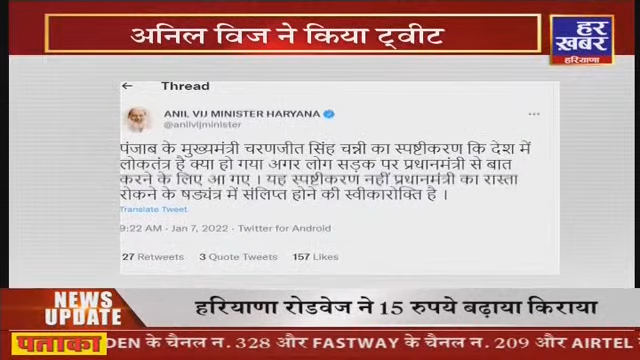 अनिल विज ने किया ट्वीट
हर
ख़बर
हरियाणा
← Thread
ANIL VIJ MINISTER HARYANA
@anilvijminister
पंजाब के मुख्यमंत्री चरणजीत सिंह चन्नी का स्पष्टीकरण कि देश में
लोकतंत्र है क्या हो गया अगर लोग सड़क पर प्रधानमंत्री से बात
करने के लिए आ गए । यह स्पष्टीकरण नहीं प्रधानमंत्री का रास्ता
रोकने के षड्यंत्र में संलिप्त होने की स्वीकारोक्ति है ।
Translate Tweet
9:22 AM · Jan 7, 2022 · Twitter for Android
27 Retweets 3 Quote Tweets 157 Likes
NEWS
UPDATE
हरियाणा रोडवेज ने 15 रुपये बढ़ाया किराया
पताका
DEN के चैनल न. 328 और FASTWAY के चैनल न. 209 और AIRTEL